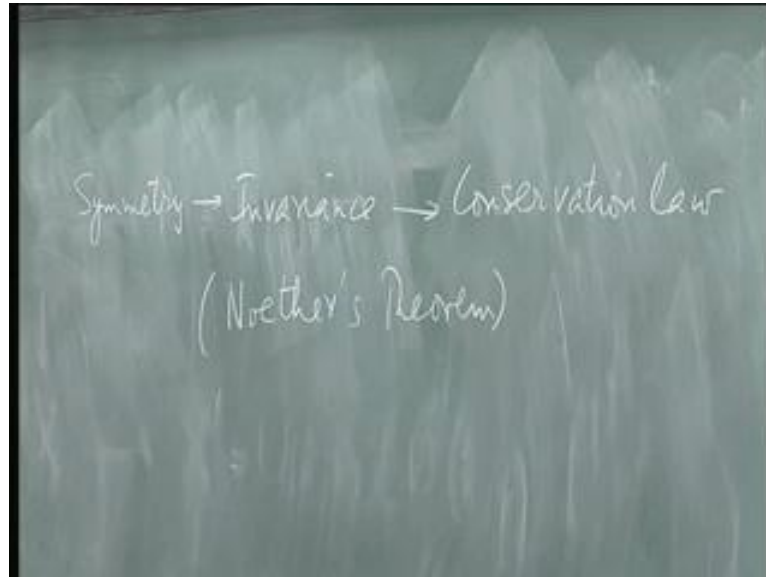 Symmetry → Invariance → Conservation law
(Noether's Theorem)